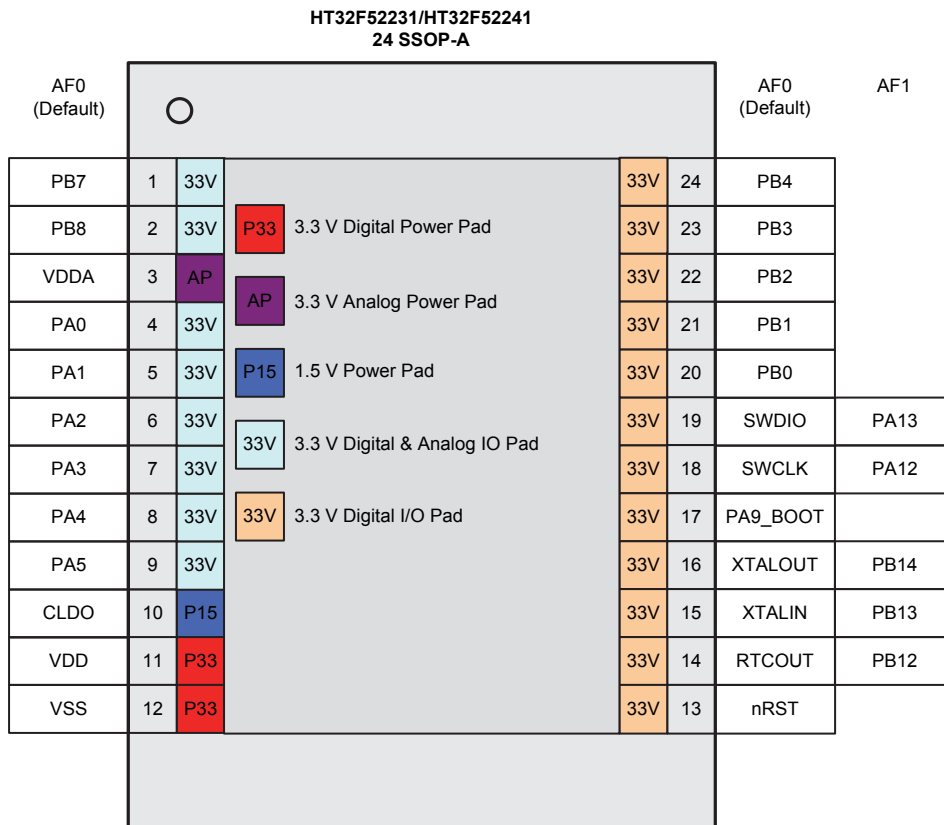 HT32F52231/HT32F52241
24 SSOP-A
AF0
(Default)
AF0
(Default)
AF1
PB7 1 33V 33V 24 PB4
PB8 2 33V P33 3.3 V Digital Power Pad 33V 23 PB3
VDDA 3 AP 33V 22 PB2
AP 3.3 V Analog Power Pad
PA0 4 33V 33V 21 PB1
PA1 5 33V P15 1.5 V Power Pad 33V 20 PB0
PA2 6 33V 33V 19 SWDIO PA13
33V 3.3 V Digital & Analog IO Pad
PA3 7 33V 33V 18 SWCLK PA12
PA4 8 33V 33V 3.3 V Digital I/O Pad 33V 17 PA9_BOOT
PA5 9 33V 33V 16 XTALOUT PB14
CLDO 10 P15 33V 15 XTALIN PB13
VDD 11 P33 33V 14 RTCOUT PB12
VSS 12 P33 33V 13 nRST